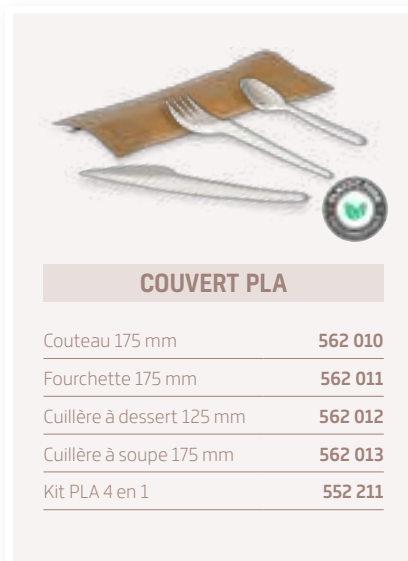 COUVERT PLA
Couteau 175 mm 562 010
Fourchette 175 mm 562 011
Cuillère à dessert 125 mm 562 012
Cuillère à soupe 175 mm 562 013
Kit PLA 4 en 1 552 211